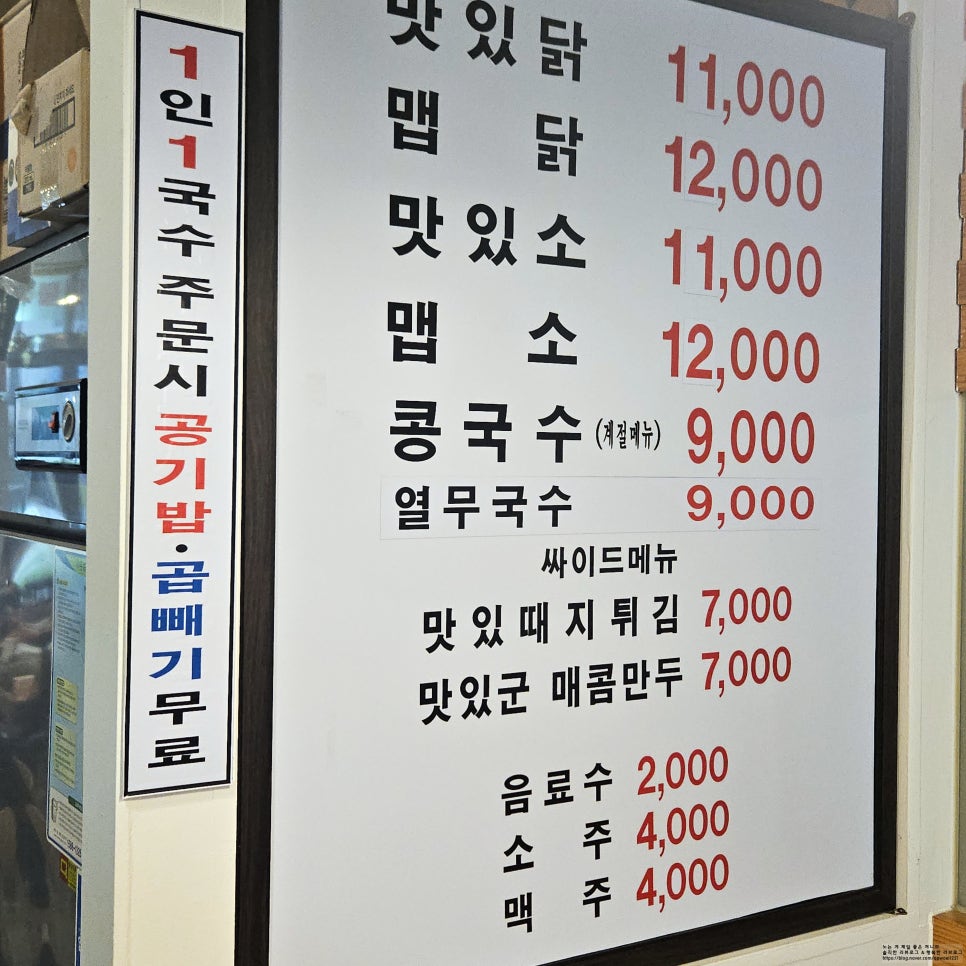 1인 1국수 주문시 공기밥·곱빼기 무료
맛있닭 11,000
맵닭 12,000
맛있소 11,000
맵소 12,000
콩국수 (계절메뉴) 9,000
열무국수 9,000
싸이드메뉴
맛있때지튀김 7,000
맛있군 매콤만두 7,000
음료수 2,000
소주 4,000
맥주 4,000